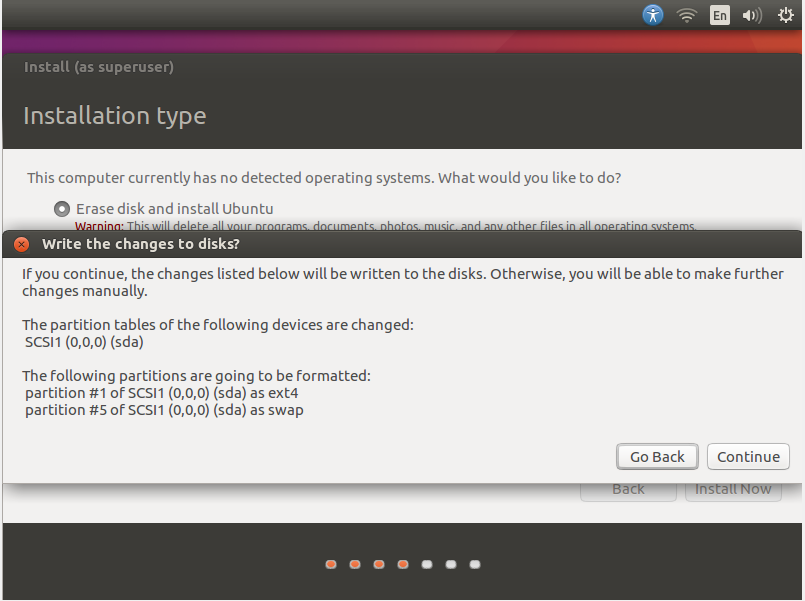 En
Install (as superuser)
Installation type
This computer currently has no detected operating systems. What would you like to do?
Erase disk and install Ubuntu
Warning: This will delete all your programs, documents, photos, music, and any other files in all operating systems.
Write the changes to disks?
If you continue, the changes listed below will be written to the disks. Otherwise, you will be able to make further
changes manually.
The partition tables of the following devices are changed:
SCSI1 (0,0,0) (sda)
The following partitions are going to be formatted:
partition #1 of SCSI1 (0,0,0) (sda) as ext4
partition #5 of SCSI1 (0,0,0) (sda) as swap
Go Back Continue
Back Install Now